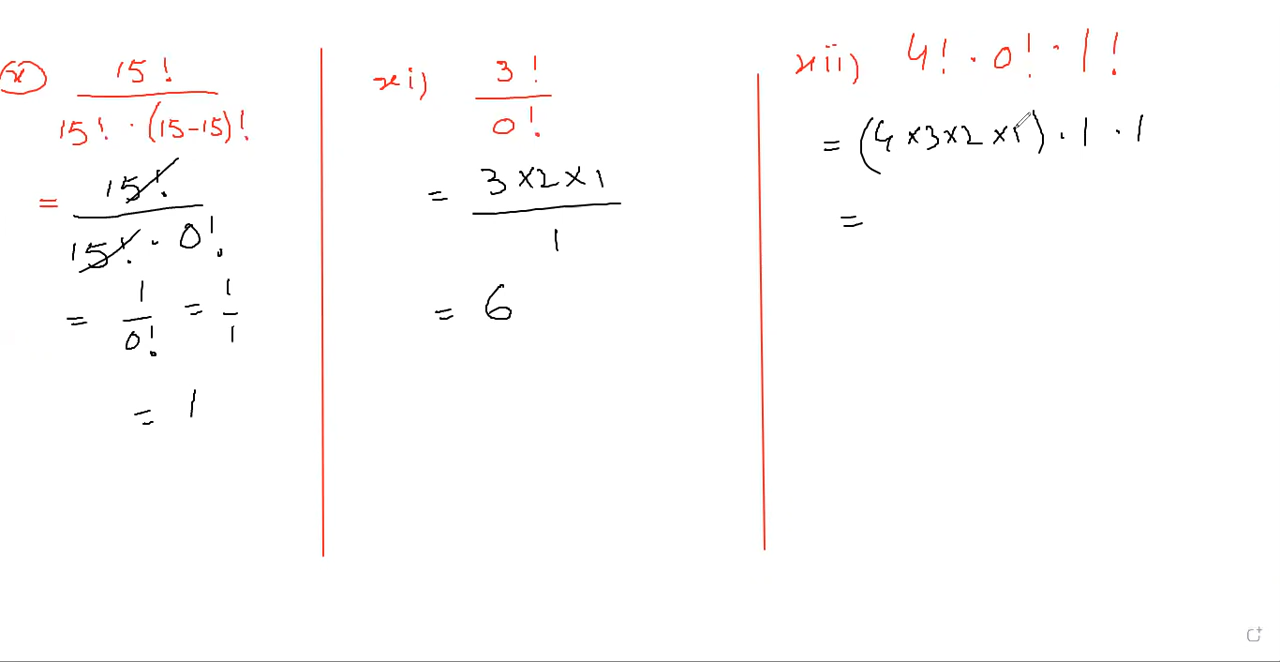 x) 15! / 15! · (15-15)!
= 15! / 15! · 0!
= 1 / 0! = 1 / 1
= 1
xi) 3! / 0!
= 3 × 2 × 1 / 1
= 6
xii) 4! · 0! · 1!
= (4 × 3 × 2 × 1) · 1 · 1
=